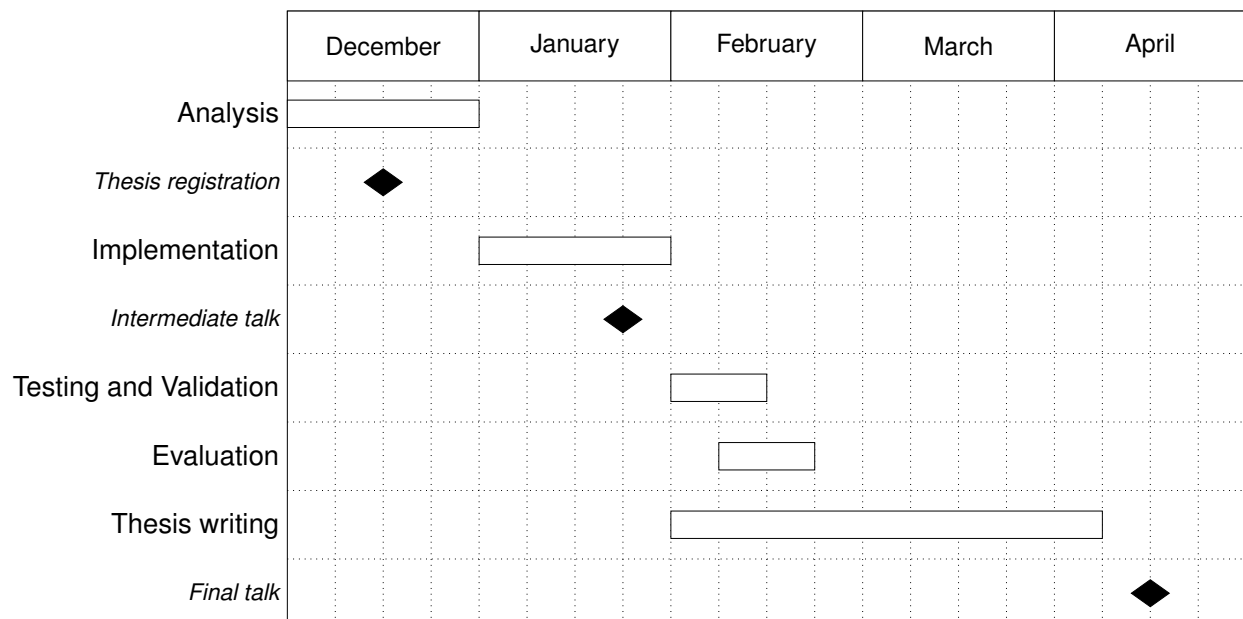 December January February March April
Analysis
Thesis registration
Implementation
Intermediate talk
Testing and Validation
Evaluation
Thesis writing
Final talk